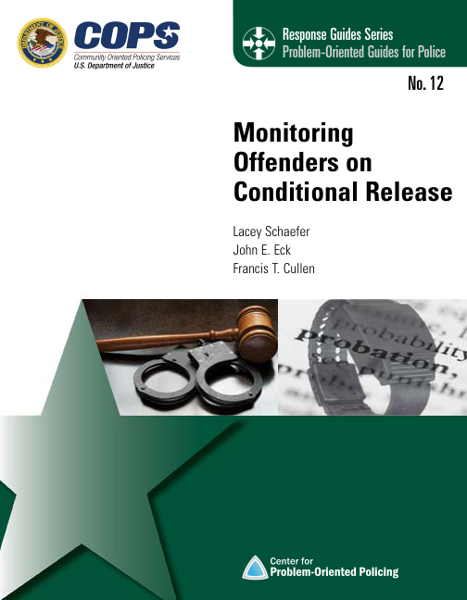 COPS
Community Oriented Policing Services
U.S. Department of Justice
Response Guides Series
Problem-Oriented Guides for Police
No. 12
Monitoring
Offenders on
Conditional Release
Lacey Schaefer
John E. Eck
Francis T. Cullen
probability
probation,
Center for
Problem-Oriented Policing